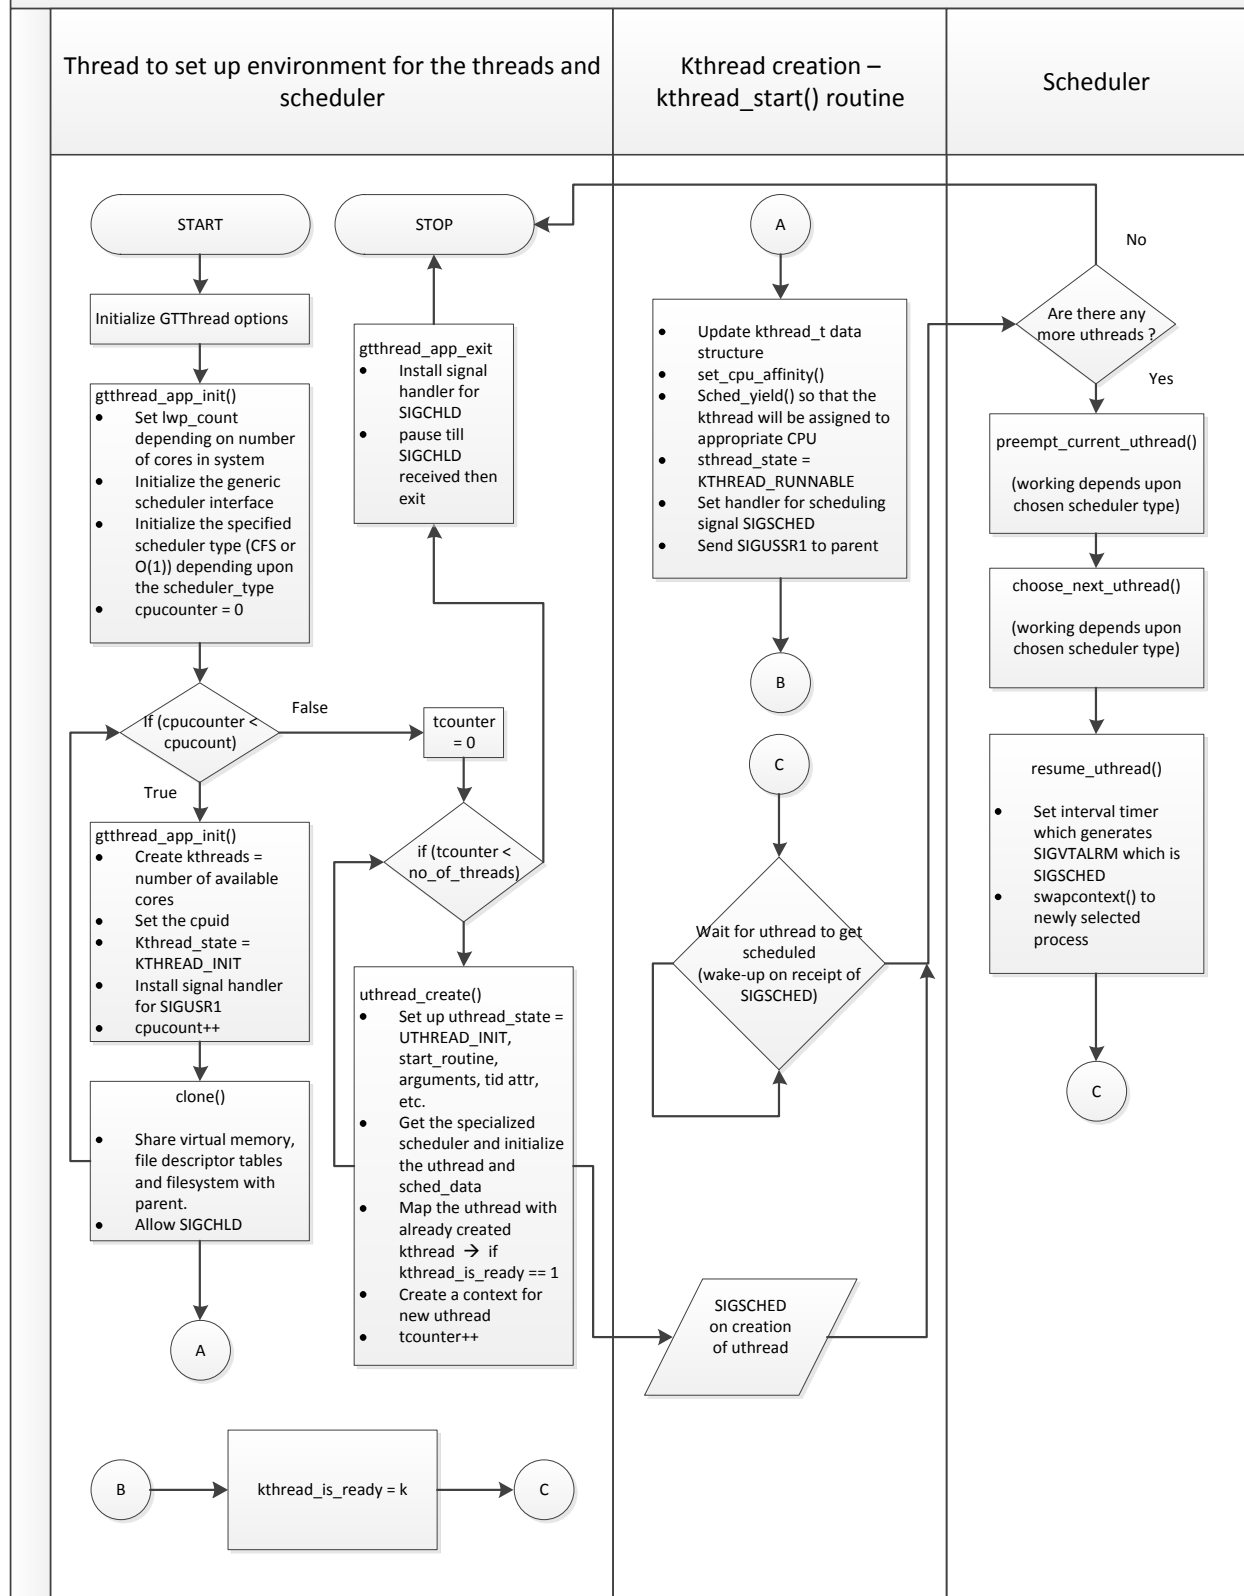 Thread to set up environment for the threads and
scheduler
Kthread creation –
kthread_start() routine
Scheduler
START
Initialize GTThread options
gtthread_app_init()
• Set lwp_count
depending on number
of cores in system
• Initialize the generic
scheduler interface
• Initialize the specified
scheduler type (CFS or
O(1)) depending upon
the scheduler_type
• cpucounter = 0
If (cpucounter <
cpucount)
False
True
gtthread_app_init()
• Create kthreads =
number of available
cores
• Set the cpuid
• Kthread_state =
KTHREAD_INIT
• Install signal handler
for SIGUSR1
• cpucount++
clone()
• Share virtual memory,
file descriptor tables
and filesystem with
parent.
• Allow SIGCHLD
A
STOP
gtthread_app_exit
• Install signal
handler for
SIGCHLD
• pause till
SIGCHLD
received then
exit
tcounter
= 0
if (tcounter <
no_of_threads)
uthread_create()
• Set up uthread_state =
UTHREAD_INIT,
start_routine,
arguments, tid attr,
etc.
• Get the specialized
scheduler and initialize
the uthread and
sched_data
• Map the uthread with
already created
kthread → if
kthread_is_ready == 1
• Create a context for
new uthread
• tcounter++
B
kthread_is_ready = k
C
A
• Update kthread_t data
structure
• set_cpu_affinity()
• Sched_yield() so that the
kthread will be assigned to
appropriate CPU
• sthread_state =
KTHREAD_RUNNABLE
• Set handler for scheduling
signal SIGSCHED
• Send SIGUSSR1 to parent
B
C
Wait for uthread to get
scheduled
(wake-up on receipt of
SIGSCHED)
SIGSCHED
on creation
of uthread
No
Are there any
more uthreads ?
Yes
preempt_current_uthread()
(working depends upon
chosen scheduler type)
choose_next_uthread()
(working depends upon
chosen scheduler type)
resume_uthread()
• Set interval timer
which generates
SIGVTALRM which is
SIGSCHED
• swapcontext() to
newly selected
process
C